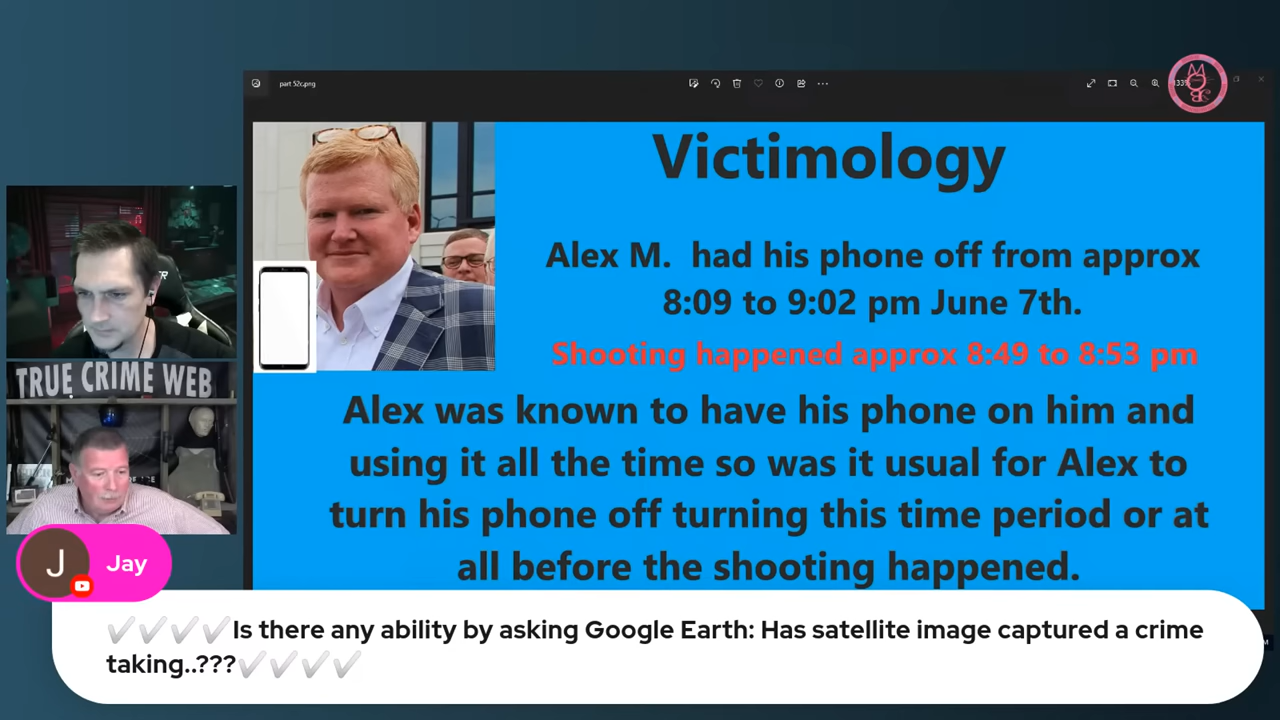 part 52c.png
133%
Victimology
Alex M. had his phone off from approx
8:09 to 9:02 pm June 7th.
Shooting happened approx 8:49 to 8:53 pm
Alex was known to have his phone on him and
using it all the time so was it usual for Alex to
turn his phone off turning this time period or at
all before the shooting happened.
TRUE CRIME WEB
J
Jay
✔✔✔✔Is there any ability by asking Google Earth: Has satellite image captured a crime
taking..???✔✔✔✔